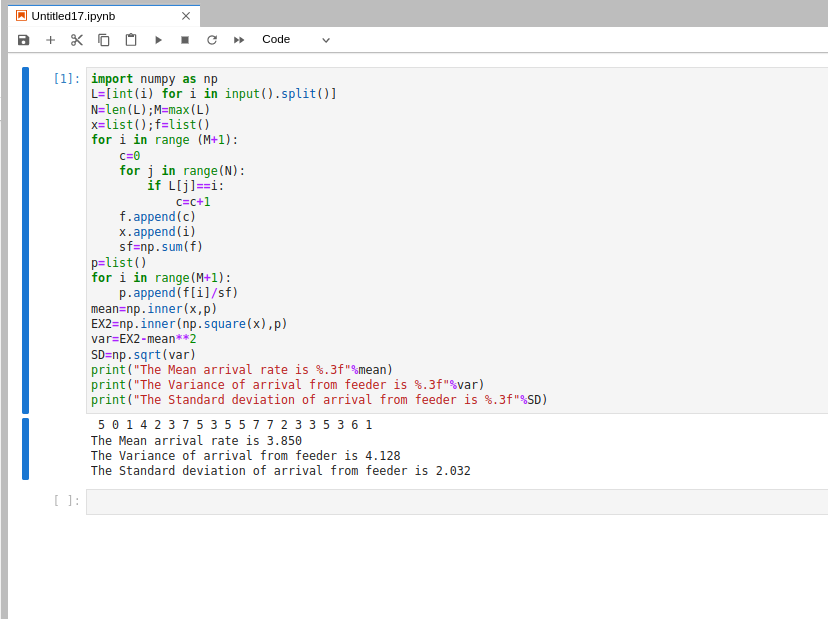 Untitled17.ipynb
Code
[1]:
import numpy as np
L=[int(i) for i in input().split()]
N=len(L);M=max(L)
x=list();f=list()
for i in range (M+1):
    c=0
    for j in range(N):
        if L[j]==i:
            c=c+1
    f.append(c)
    x.append(i)
    sf=np.sum(f)
p=list()
for i in range(M+1):
    p.append(f[i]/sf)
mean=np.inner(x,p)
EX2=np.inner(np.square(x),p)
var=EX2-mean**2
SD=np.sqrt(var)
print("The Mean arrival rate is %.3f"%mean)
print("The Variance of arrival from feeder is %.3f"%var)
print("The Standard deviation of arrival from feeder is %.3f"%SD)
5 0 1 4 2 3 7 5 3 5 5 7 7 2 3 3 5 3 6 1
The Mean arrival rate is 3.850
The Variance of arrival from feeder is 4.128
The Standard deviation of arrival from feeder is 2.032
[ ]: